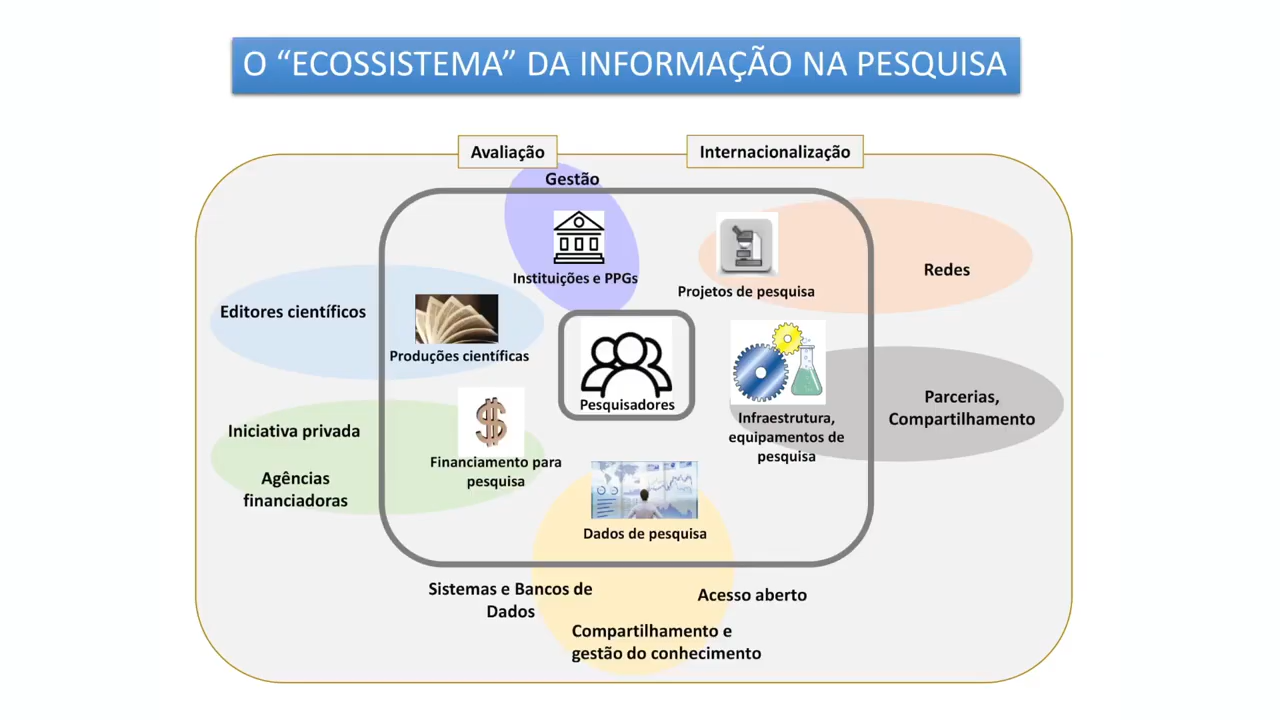 O “ECOSSISTEMA” DA INFORMAÇÃO NA PESQUISA
Avaliação
Internacionalização
Gestão
Instituições e PPGs
Projetos de pesquisa
Redes
Editores científicos
Produções científicas
Pesquisadores
Infraestrutura,
equipamentos de
pesquisa
Parcerias,
Compartilhamento
Iniciativa privada
Agências
financiadoras
Financiamento para
pesquisa
Dados de pesquisa
Sistemas e Bancos de
Dados
Acesso aberto
Compartilhamento e
gestão do conhecimento